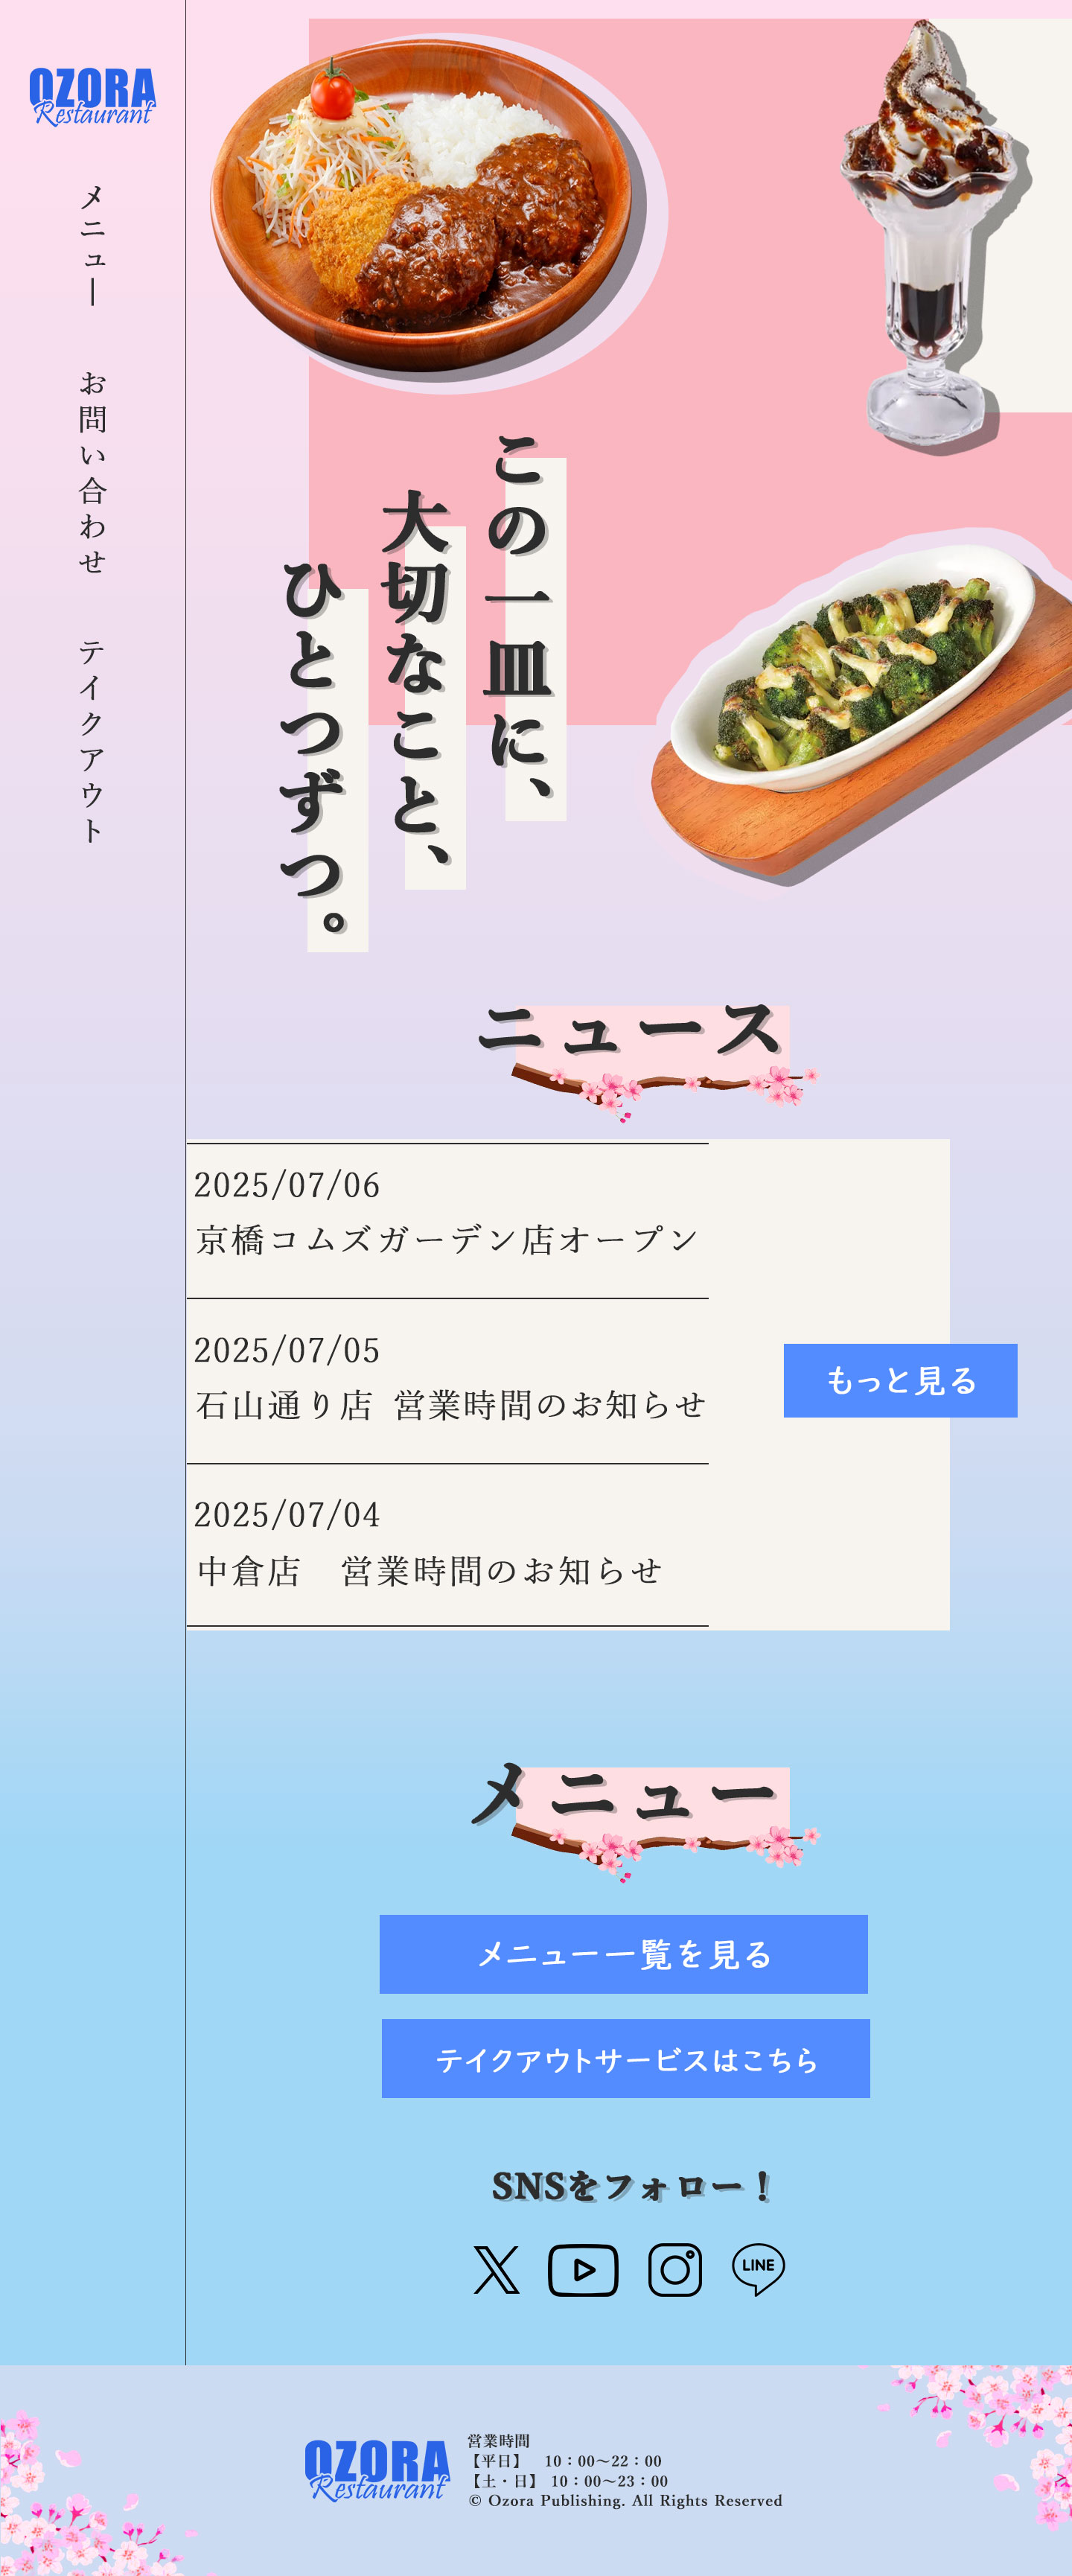 OZORA
Restaurant
メニュー
お問い合わせ
テイクアウト
この一皿に、
大切なこと、
ひとつずつ。
ニュース
2025/07/06
京橋コムズガーデン店オープン
2025/07/05
石山通り店 営業時間のお知らせ
もっと見る
2025/07/04
中倉店　営業時間のお知らせ
メニュー
メニュー一覧を見る
テイクアウトサービスはこちら
SNSをフォロー！
LINE
OZORA
Restaurant
営業時間
【平日】　10：00〜22：00
【土・日】 10：00〜23：00
© Ozora Publishing. All Rights Reserved